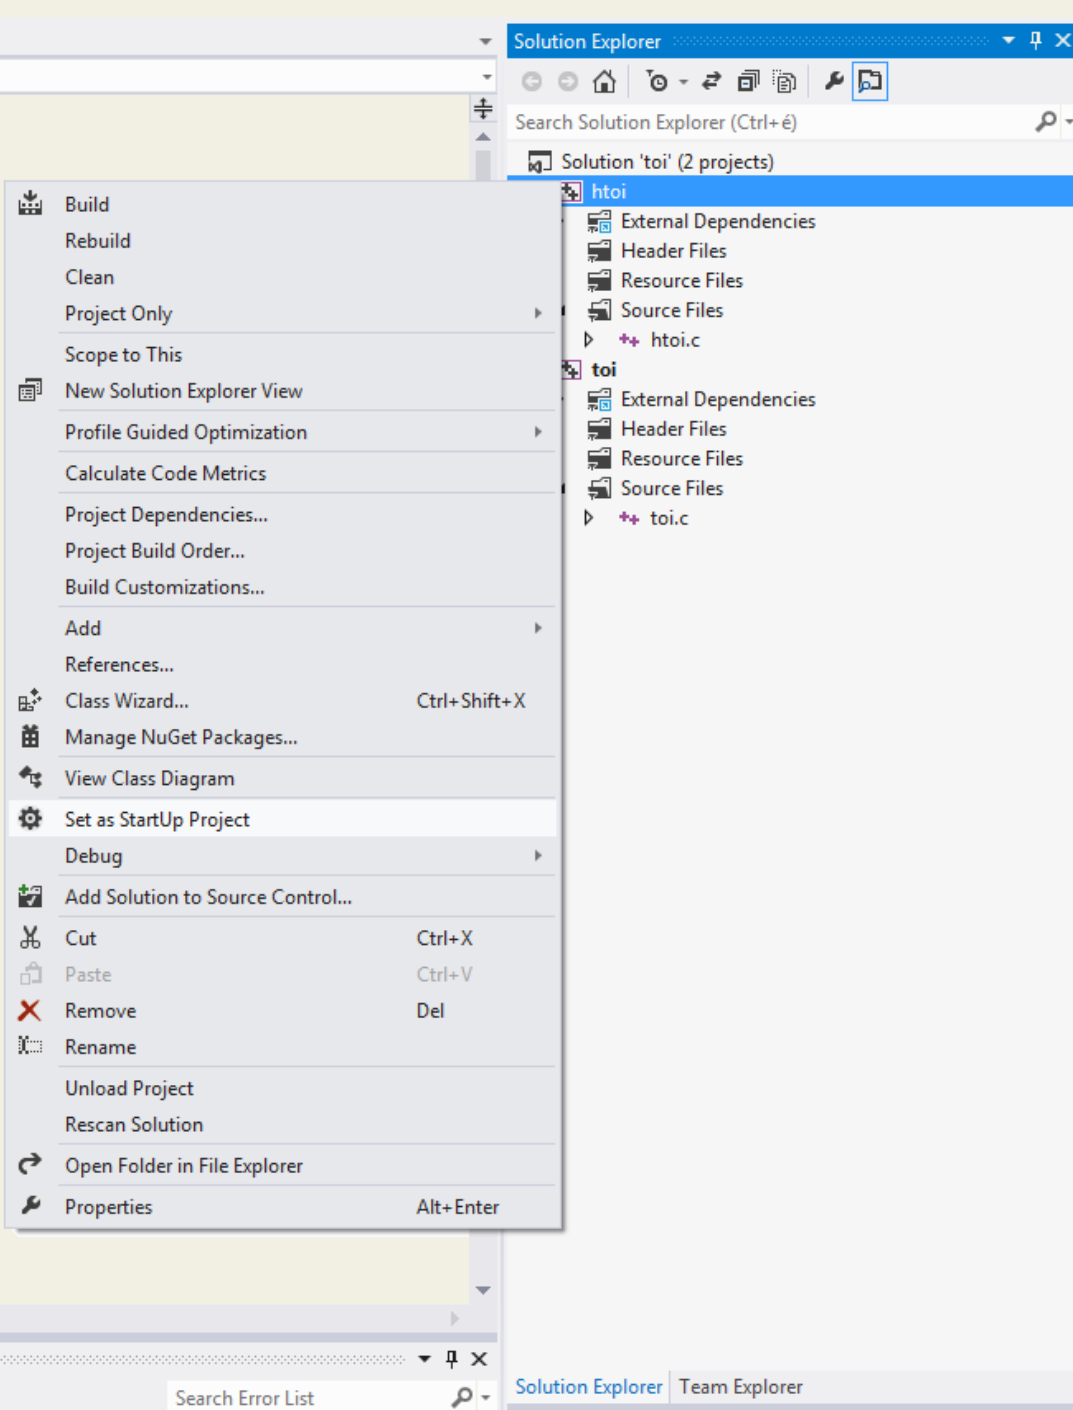 Solution Explorer
Search Solution Explorer (Ctrl+é)
Solution 'toi' (2 projects)
htoi
External Dependencies
Header Files
Resource Files
Source Files
htoi.c
toi
External Dependencies
Header Files
Resource Files
Source Files
toi.c
Build
Rebuild
Clean
Project Only
Scope to This
New Solution Explorer View
Profile Guided Optimization
Calculate Code Metrics
Project Dependencies...
Project Build Order...
Build Customizations...
Add
References...
Class Wizard... Ctrl+Shift+X
Manage NuGet Packages...
View Class Diagram
Set as StartUp Project
Debug
Add Solution to Source Control...
Cut Ctrl+X
Paste Ctrl+V
Remove Del
Rename
Unload Project
Rescan Solution
Open Folder in File Explorer
Properties Alt+Enter
Search Error List
Solution Explorer Team Explorer